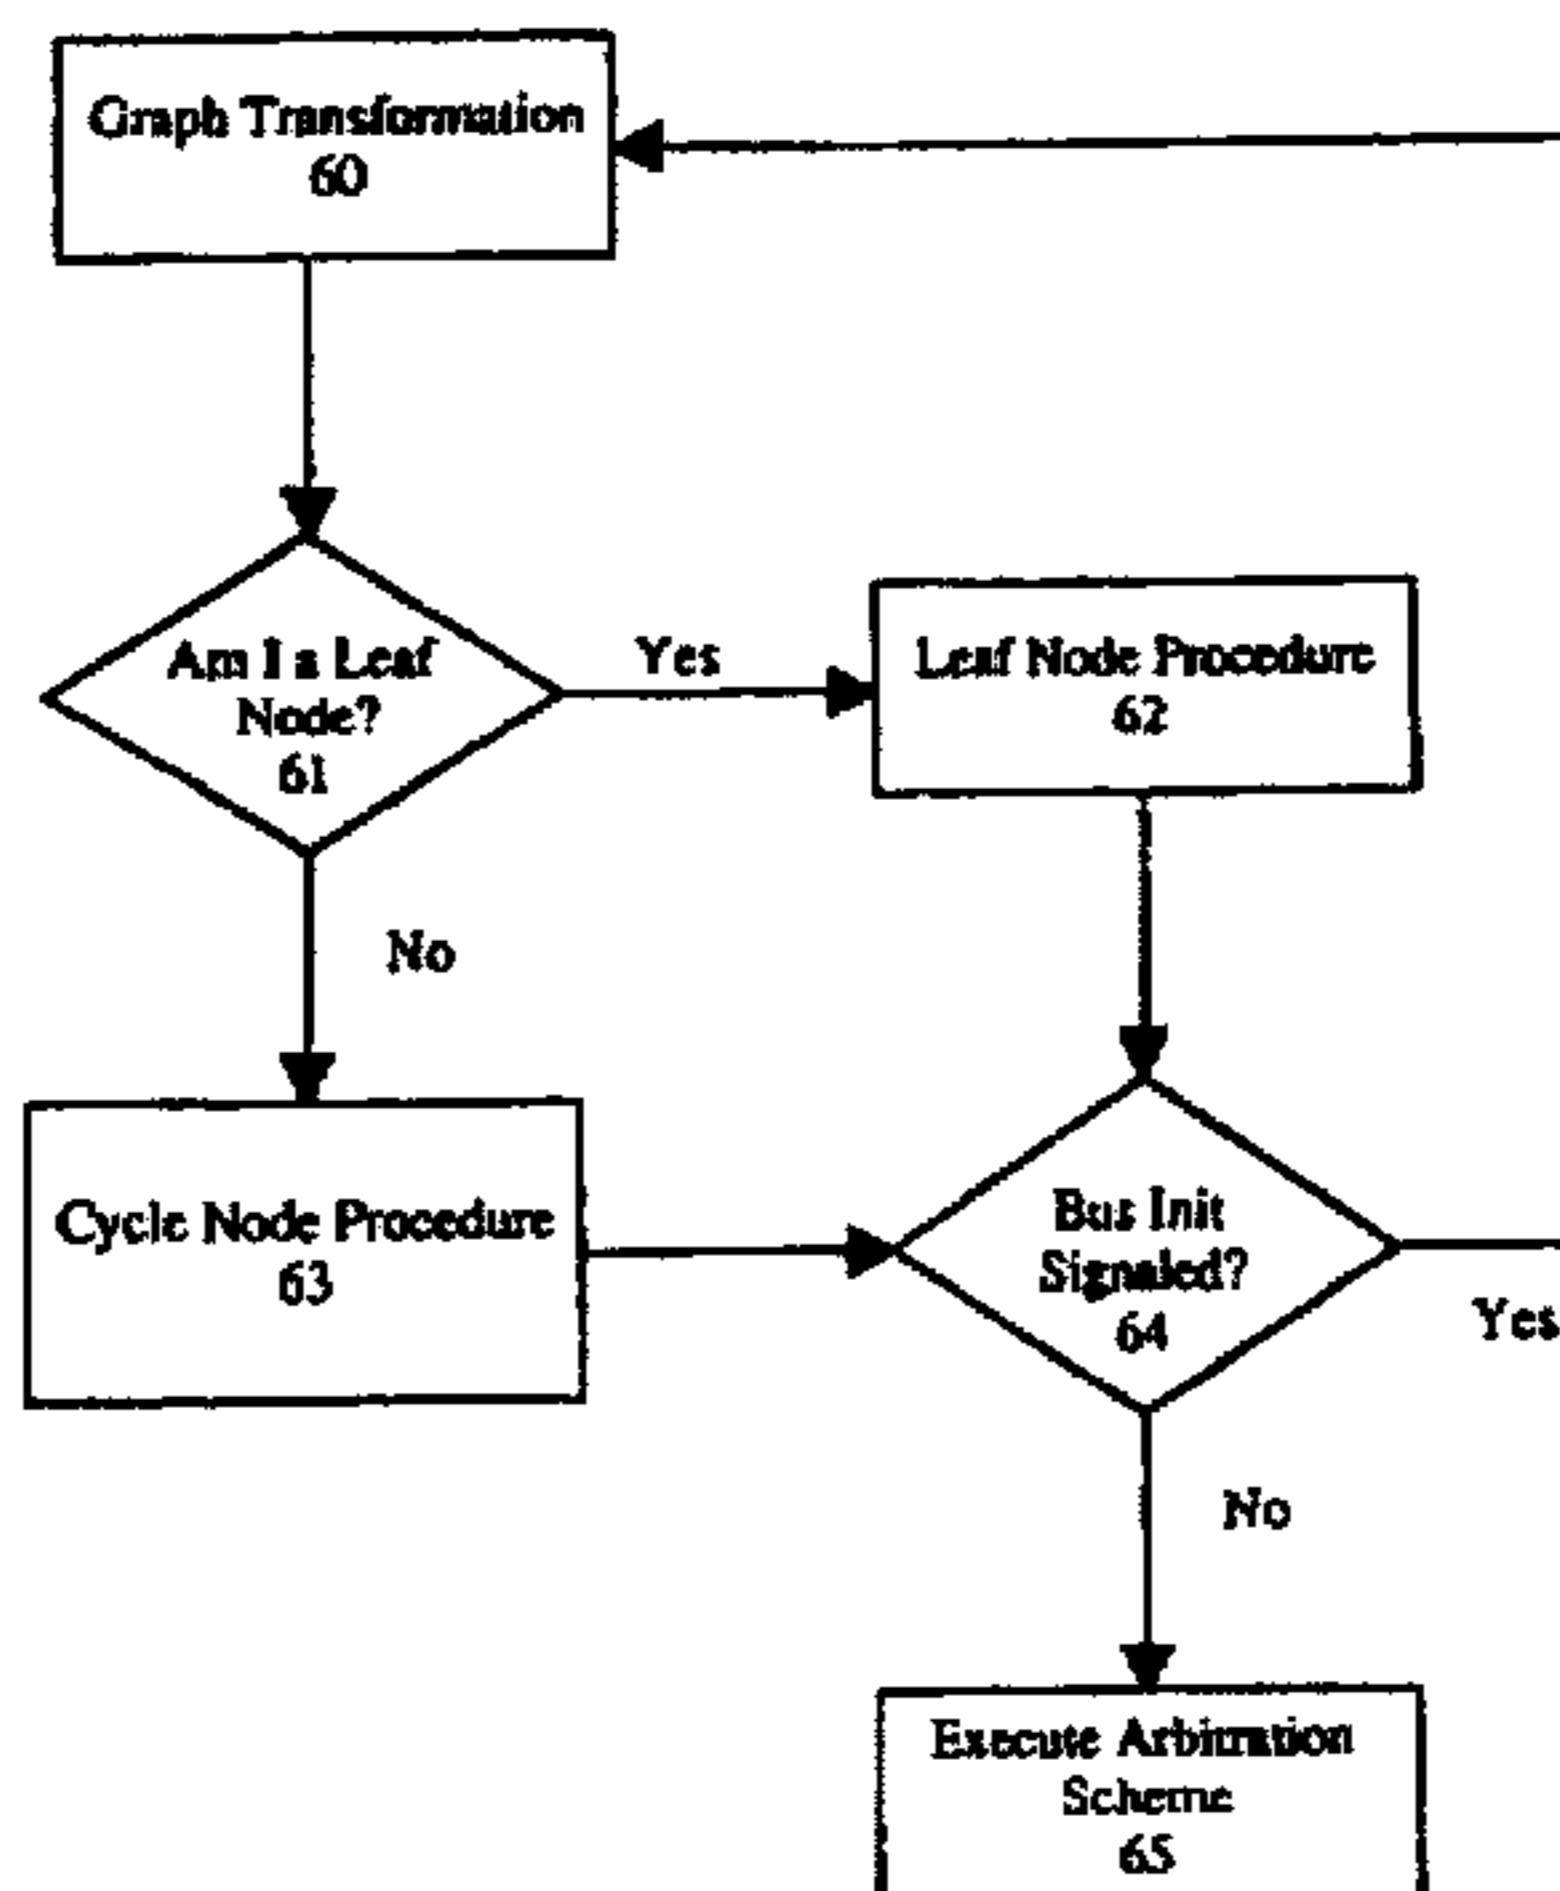 Graph Transformation
60
Am I a Leaf
Node?
61
Yes
Leaf Node Procedure
62
No
Cycle Node Procedure
63
Bus Init
Signaled?
64
Yes
No
Execute Arbitration
Scheme
65